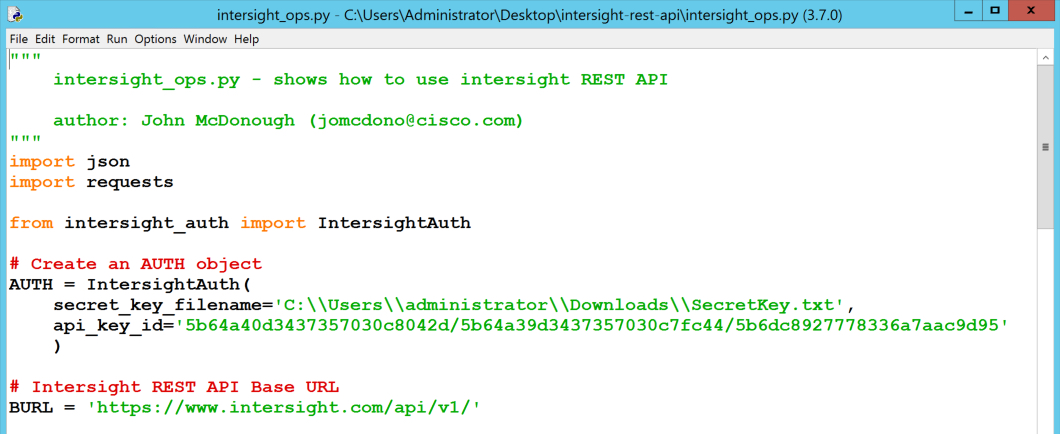 intersight_ops.py - C:\Users\Administrator\Desktop\intersight-rest-api\intersight_ops.py (3.7.0)
File Edit Format Run Options Window Help
"""
    intersight_ops.py - shows how to use intersight REST API

    author: John McDonough (jomcdono@cisco.com)
"""
import json
import requests

from intersight_auth import IntersightAuth

# Create an AUTH object
AUTH = IntersightAuth(
    secret_key_filename='C:\\Users\\administrator\\Downloads\\SecretKey.txt',
    api_key_id='5b64a40d3437357030c8042d/5b64a39d3437357030c7fc44/5b6dc8927778336a7aac9d95'
    )

# Intersight REST API Base URL
BURL = 'https://www.intersight.com/api/v1/'